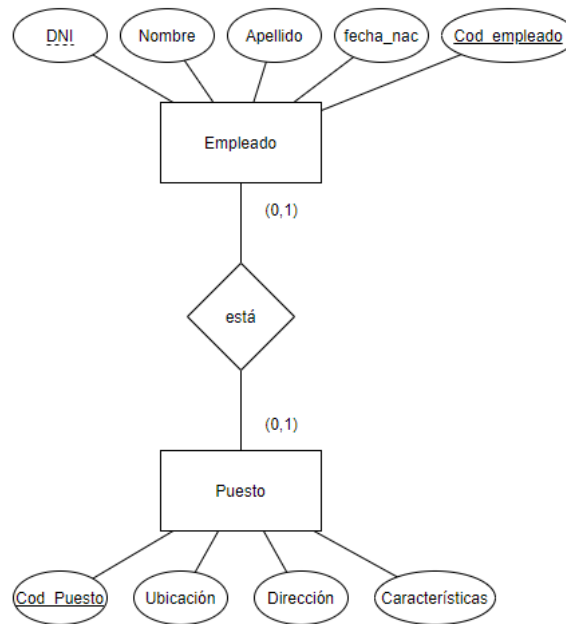 DNI
Nombre
Apellido
fecha_nac
Cod_empleado
Empleado
(0,1)
está
(0,1)
Puesto
Cod_Puesto
Ubicación
Dirección
Características